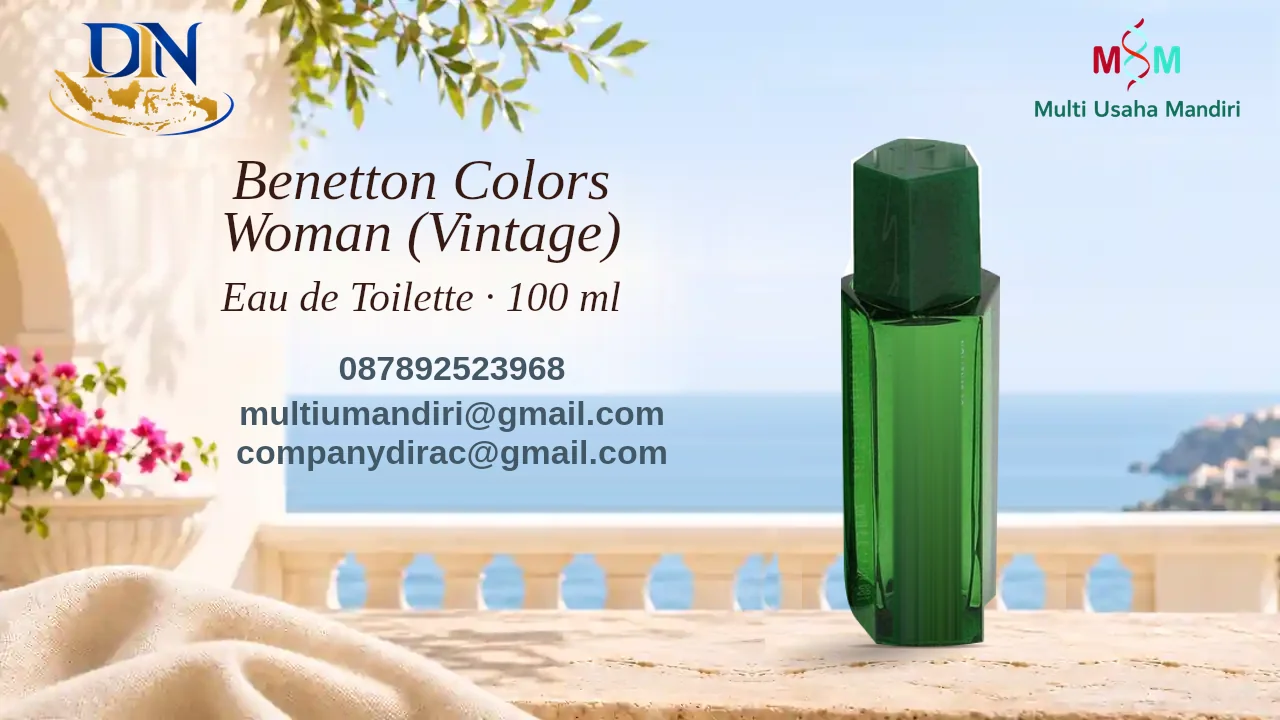 DIN
MSM
Multi Usaha Mandiri
Benetton Colors
Woman (Vintage)
Eau de Toilette · 100 ml
087892523968
multiumandiri@gmail.com
companydirac@gmail.com